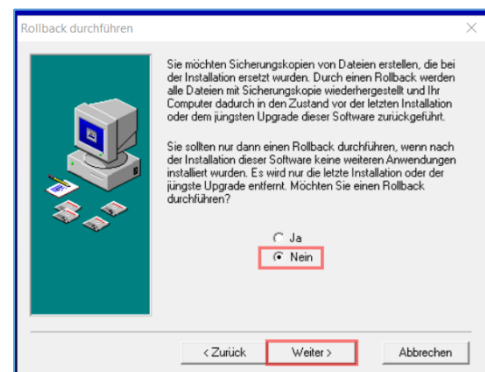 Rollback durchführen
Sie möchten Sicherungskopien von Dateien erstellen, die bei
der Installation ersetzt wurden. Durch einen Rollback werden
alle Dateien mit Sicherungskopie wiederhergestellt und Ihr
Computer dadurch in den Zustand vor der letzten Installation
oder dem jüngsten Upgrade dieser Software zurückgeführt.
Sie sollten nur dann einen Rollback durchführen, wenn nach
der Installation dieser Software keine weiteren Anwendungen
installiert wurden. Es wird nur die letzte Installation oder der
jüngste Upgrade entfernt. Möchten Sie einen Rollback
durchführen?
Ja
Nein
< Zurück Weiter > Abbrechen